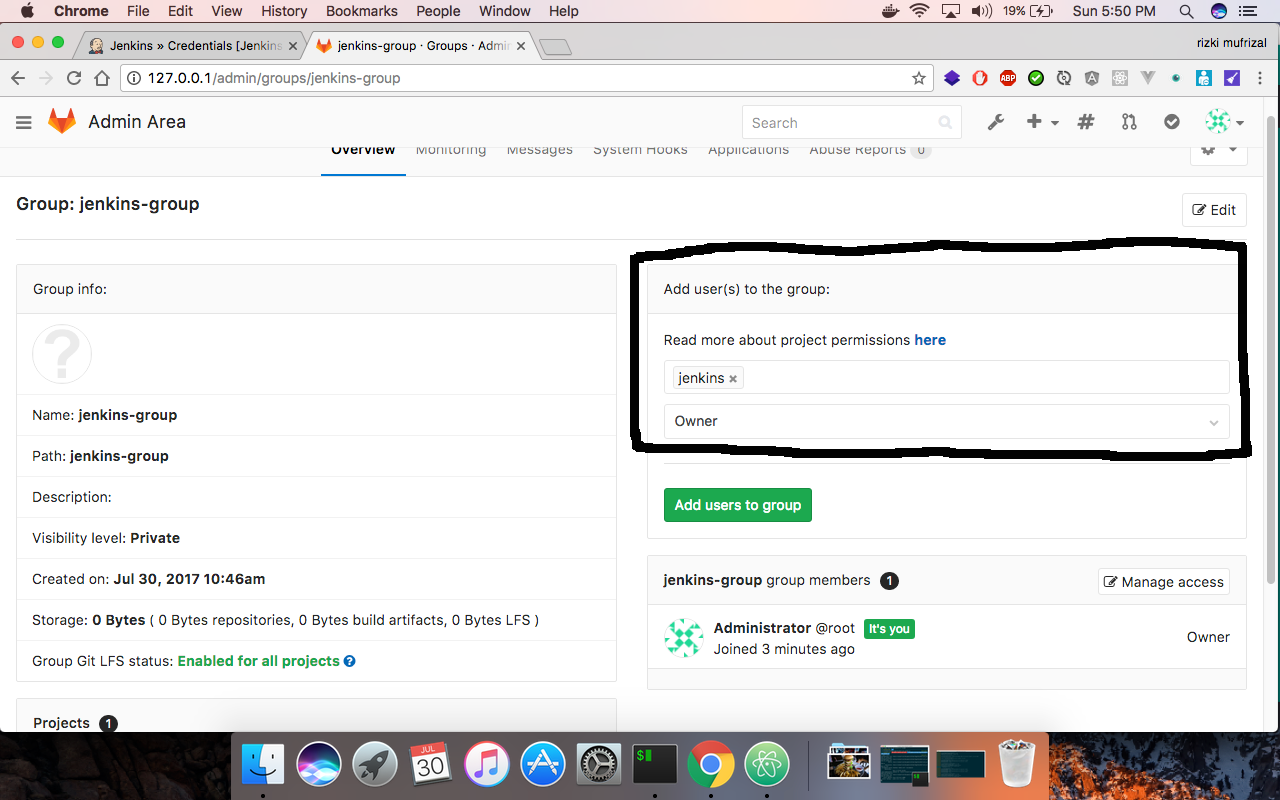 Chrome File Edit View History Bookmarks People Window Help 19% Sun 5:50 PM
Jenkins » Credentials [Jenkins jenkins-group · Groups · Admin rizki mufrizal
127.0.0.1/admin/groups/jenkins-group ABP
Admin Area Search
Overview Monitoring Messages System Hooks Applications Abuse Reports 0
Group: jenkins-group Edit
Group info:
Name: jenkins-group
Path: jenkins-group
Description:
Visibility level: Private
Created on: Jul 30, 2017 10:46am
Storage: 0 Bytes ( 0 Bytes repositories, 0 Bytes build artifacts, 0 Bytes LFS )
Group Git LFS status: Enabled for all projects
Projects 1
Add user(s) to the group:
Read more about project permissions here
jenkins
Owner
Add users to group
jenkins-group group members 1 Manage access
Administrator @root It's you
Joined 3 minutes ago
Owner
JUL
30
$